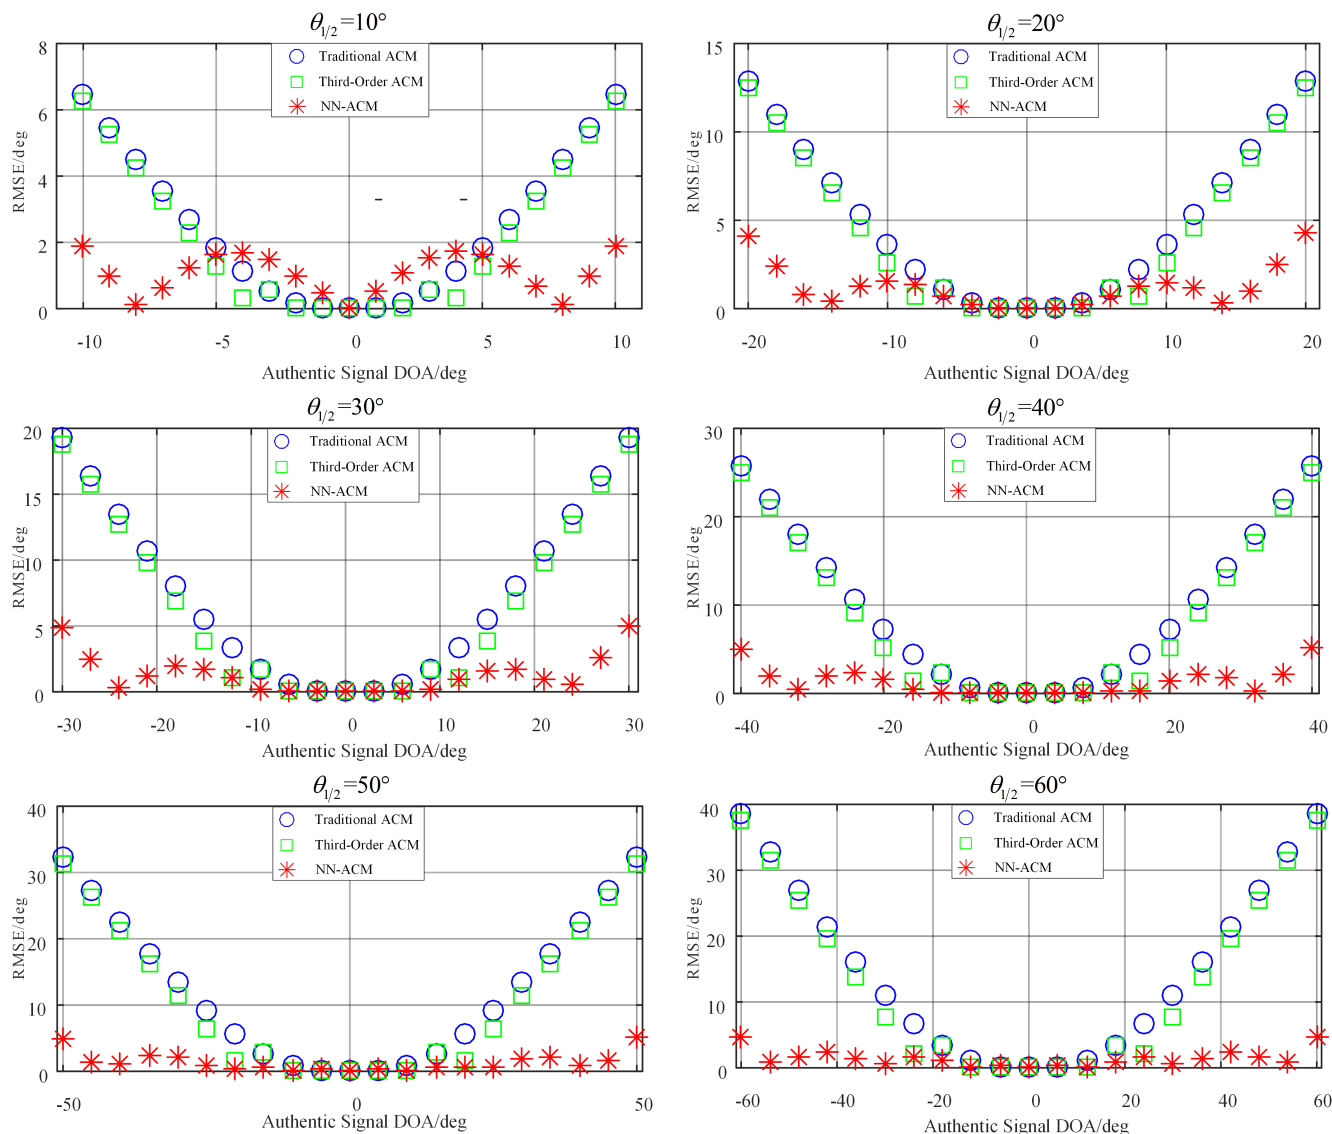 θ1/2=10°
8
6
4
2
0
RMSE/deg
Traditional ACM
Third-Order ACM
NN-ACM
-10 -5 0 5 10
Authentic Signal DOA/deg
θ1/2=20°
15
10
5
0
RMSE/deg
Traditional ACM
Third-Order ACM
NN-ACM
-20 -10 0 10 20
Authentic Signal DOA/deg
θ1/2=30°
20
15
10
5
0
RMSE/deg
Traditional ACM
Third-Order ACM
NN-ACM
-30 -20 -10 0 10 20 30
Authentic Signal DOA/deg
θ1/2=40°
30
20
10
0
RMSE/deg
Traditional ACM
Third-Order ACM
NN-ACM
-40 -20 0 20 40
Authentic Signal DOA/deg
θ1/2=50°
40
30
20
10
0
RMSE/deg
Traditional ACM
Third-Order ACM
NN-ACM
-50 0 50
Authentic Signal DOA/deg
θ1/2=60°
40
30
20
10
0
RMSE/deg
Traditional ACM
Third-Order ACM
NN-ACM
-60 -40 -20 0 20 40 60
Authentic Signal DOA/deg